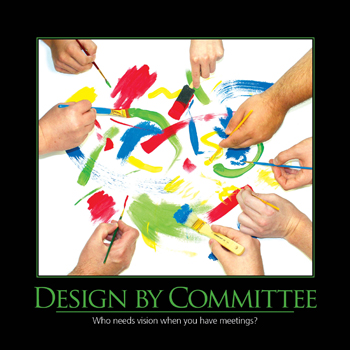 DESIGN BY COMMITTEE
Who needs vision when you have meetings?